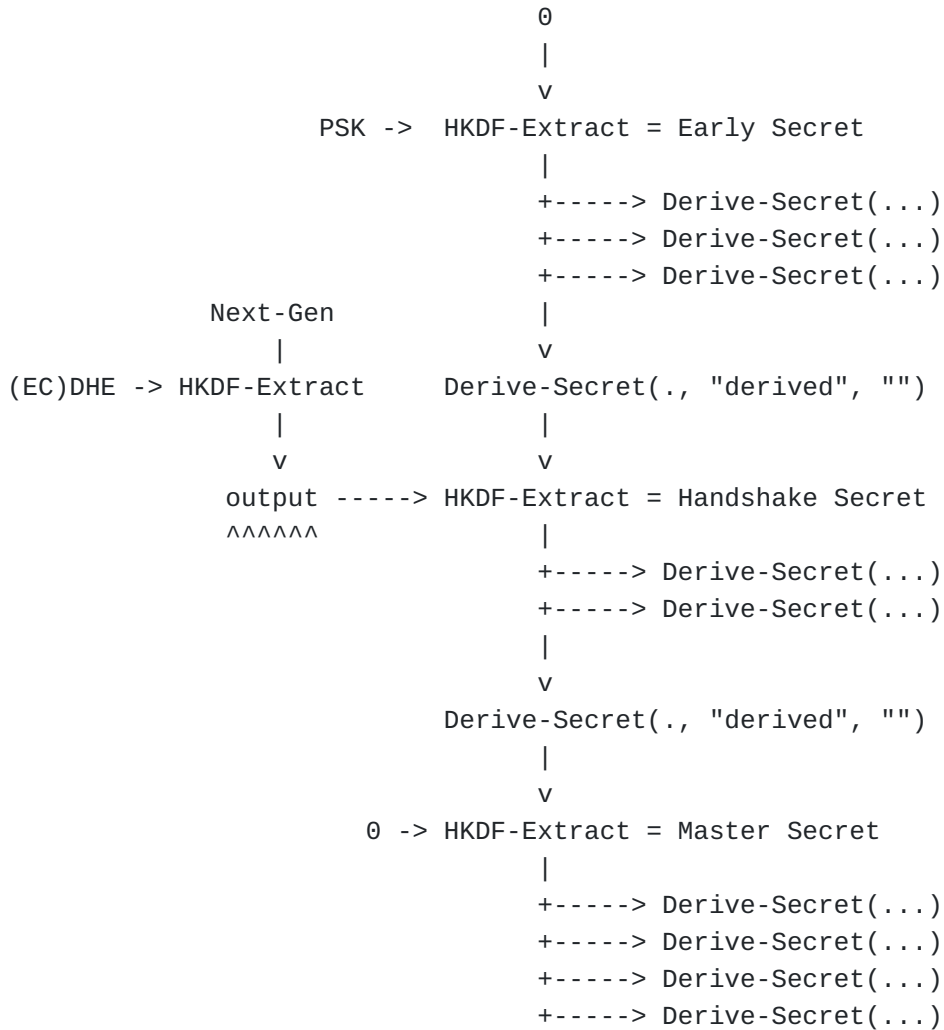 0
|
v
PSK -> HKDF-Extract = Early Secret
|
+-----> Derive-Secret(...)
+-----> Derive-Secret(...)
+-----> Derive-Secret(...)
Next-Gen |
| v
(EC)DHE -> HKDF-Extract Derive-Secret(., "derived", "")
| |
v v
output -----> HKDF-Extract = Handshake Secret
^^^^^^ |
+-----> Derive-Secret(...)
+-----> Derive-Secret(...)
|
v
Derive-Secret(., "derived", "")
|
v
0 -> HKDF-Extract = Master Secret
|
+-----> Derive-Secret(...)
+-----> Derive-Secret(...)
+-----> Derive-Secret(...)
+-----> Derive-Secret(...)